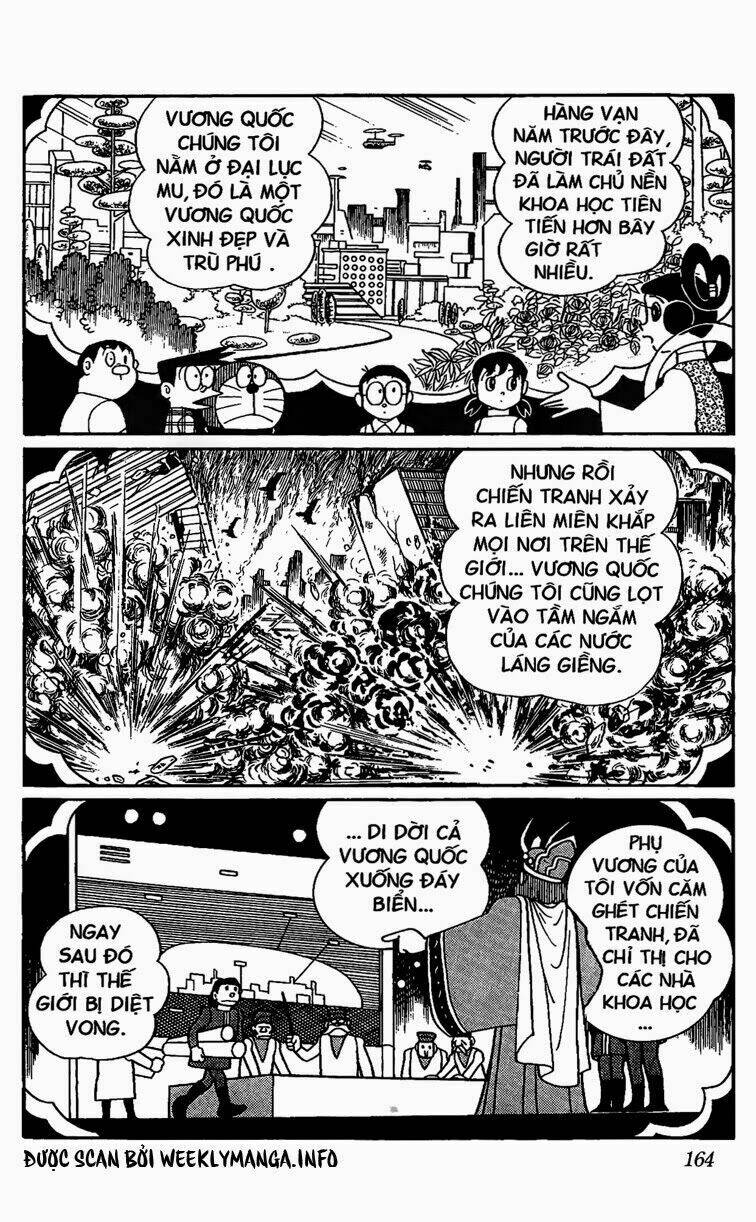 HÀNG VẠN
NĂM TRƯỚC ĐÂY,
NGƯỜI TRÁI ĐẤT
ĐÃ LÀM CHỦ NỀN
KHOA HỌC TIÊN
TIẾN HƠN BÂY
GIỜ RẤT
NHIỀU.
VƯƠNG QUỐC
CHÚNG TÔI
NẰM Ở ĐẠI LỤC
MU, ĐÓ LÀ MỘT
VƯƠNG QUỐC
XINH ĐẸP VÀ
TRÙ PHÚ .
NHƯNG RỒI
CHIẾN TRANH XẢY
RA LIÊN MIÊN KHẮP
MỌI NƠI TRÊN THẾ
GIỚI... VƯƠNG QUỐC
CHÚNG TÔI CŨNG LỌT
VÀO TẦM NGẮM
CỦA CÁC NƯỚC
LÁNG GIỀNG.
PHỤ
VƯƠNG CỦA
TÔI VỐN CĂM
GHÉT CHIẾN
TRANH, ĐÃ
CHỈ THỊ CHO
CÁC NHÀ
KHOA HỌC
...
... DI DỜI CẢ
VƯƠNG QUỐC
XUỐNG ĐÁY
BIỂN...
NGAY
SAU ĐÓ
THÌ THẾ
GIỚI BỊ DIỆT
VONG.
ĐƯỢC SCAN BỞI WEEKLYMANGA.INFO
164